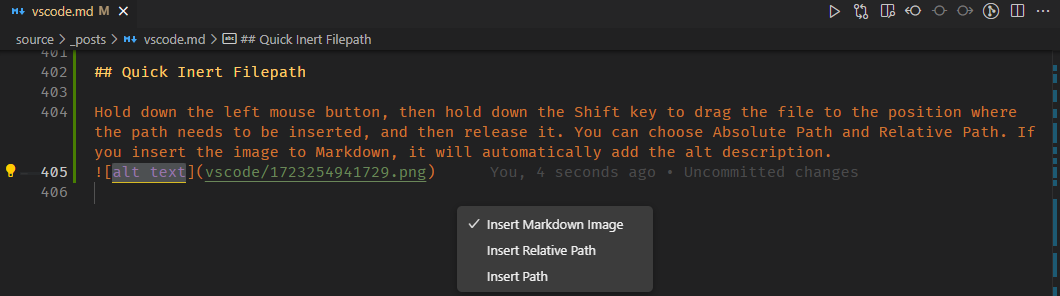 vscode.md M
source > _posts > vscode.md > ## Quick Inert Filepath
401
402 ## Quick Inert Filepath
403
404 Hold down the left mouse button, then hold down the Shift key to drag the file to the position where
the path needs to be inserted, and then release it. You can choose Absolute Path and Relative Path. If
you insert the image to Markdown, it will automatically add the alt description.
405 ![alt text](vscode/1723254941729.png) You, 4 seconds ago • Uncommitted changes
406
Insert Markdown Image
Insert Relative Path
Insert Path